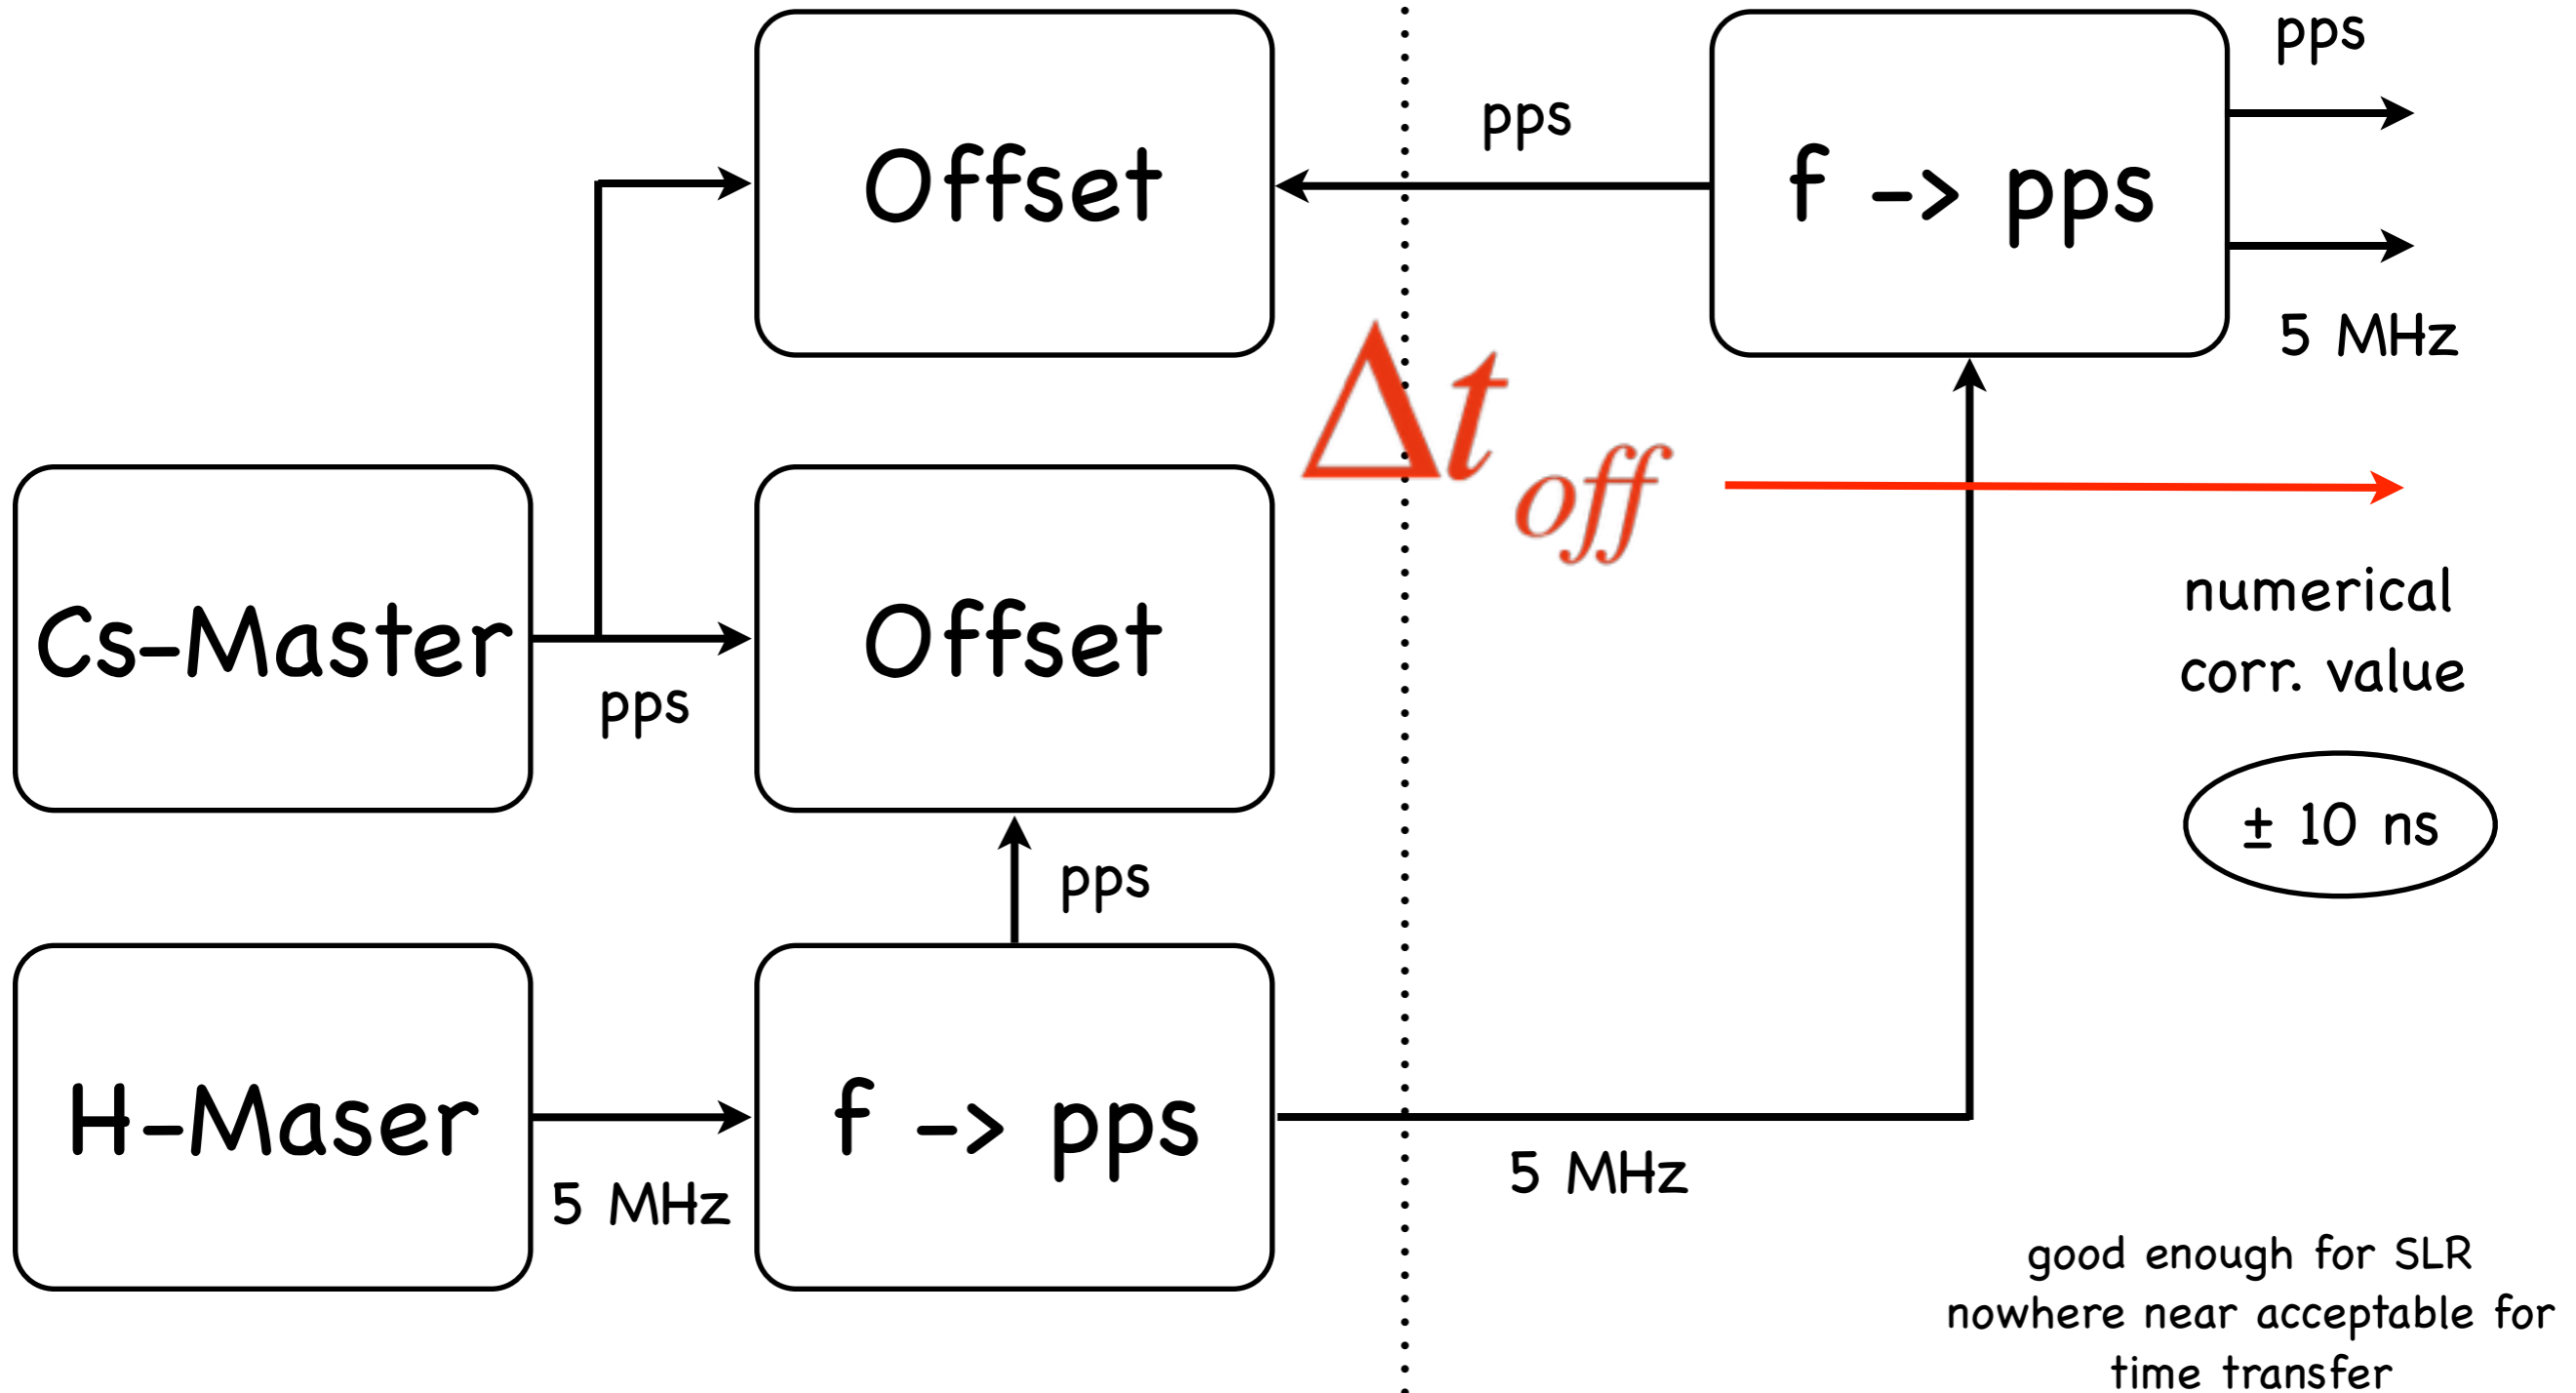 pps
Offset
pps
f -> pps
5 MHz
Δt off
Cs-Master
pps
Offset
numerical
corr. value
± 10 ns
pps
H-Maser
5 MHz
f -> pps
5 MHz
good enough for SLR
nowhere near acceptable for
time transfer